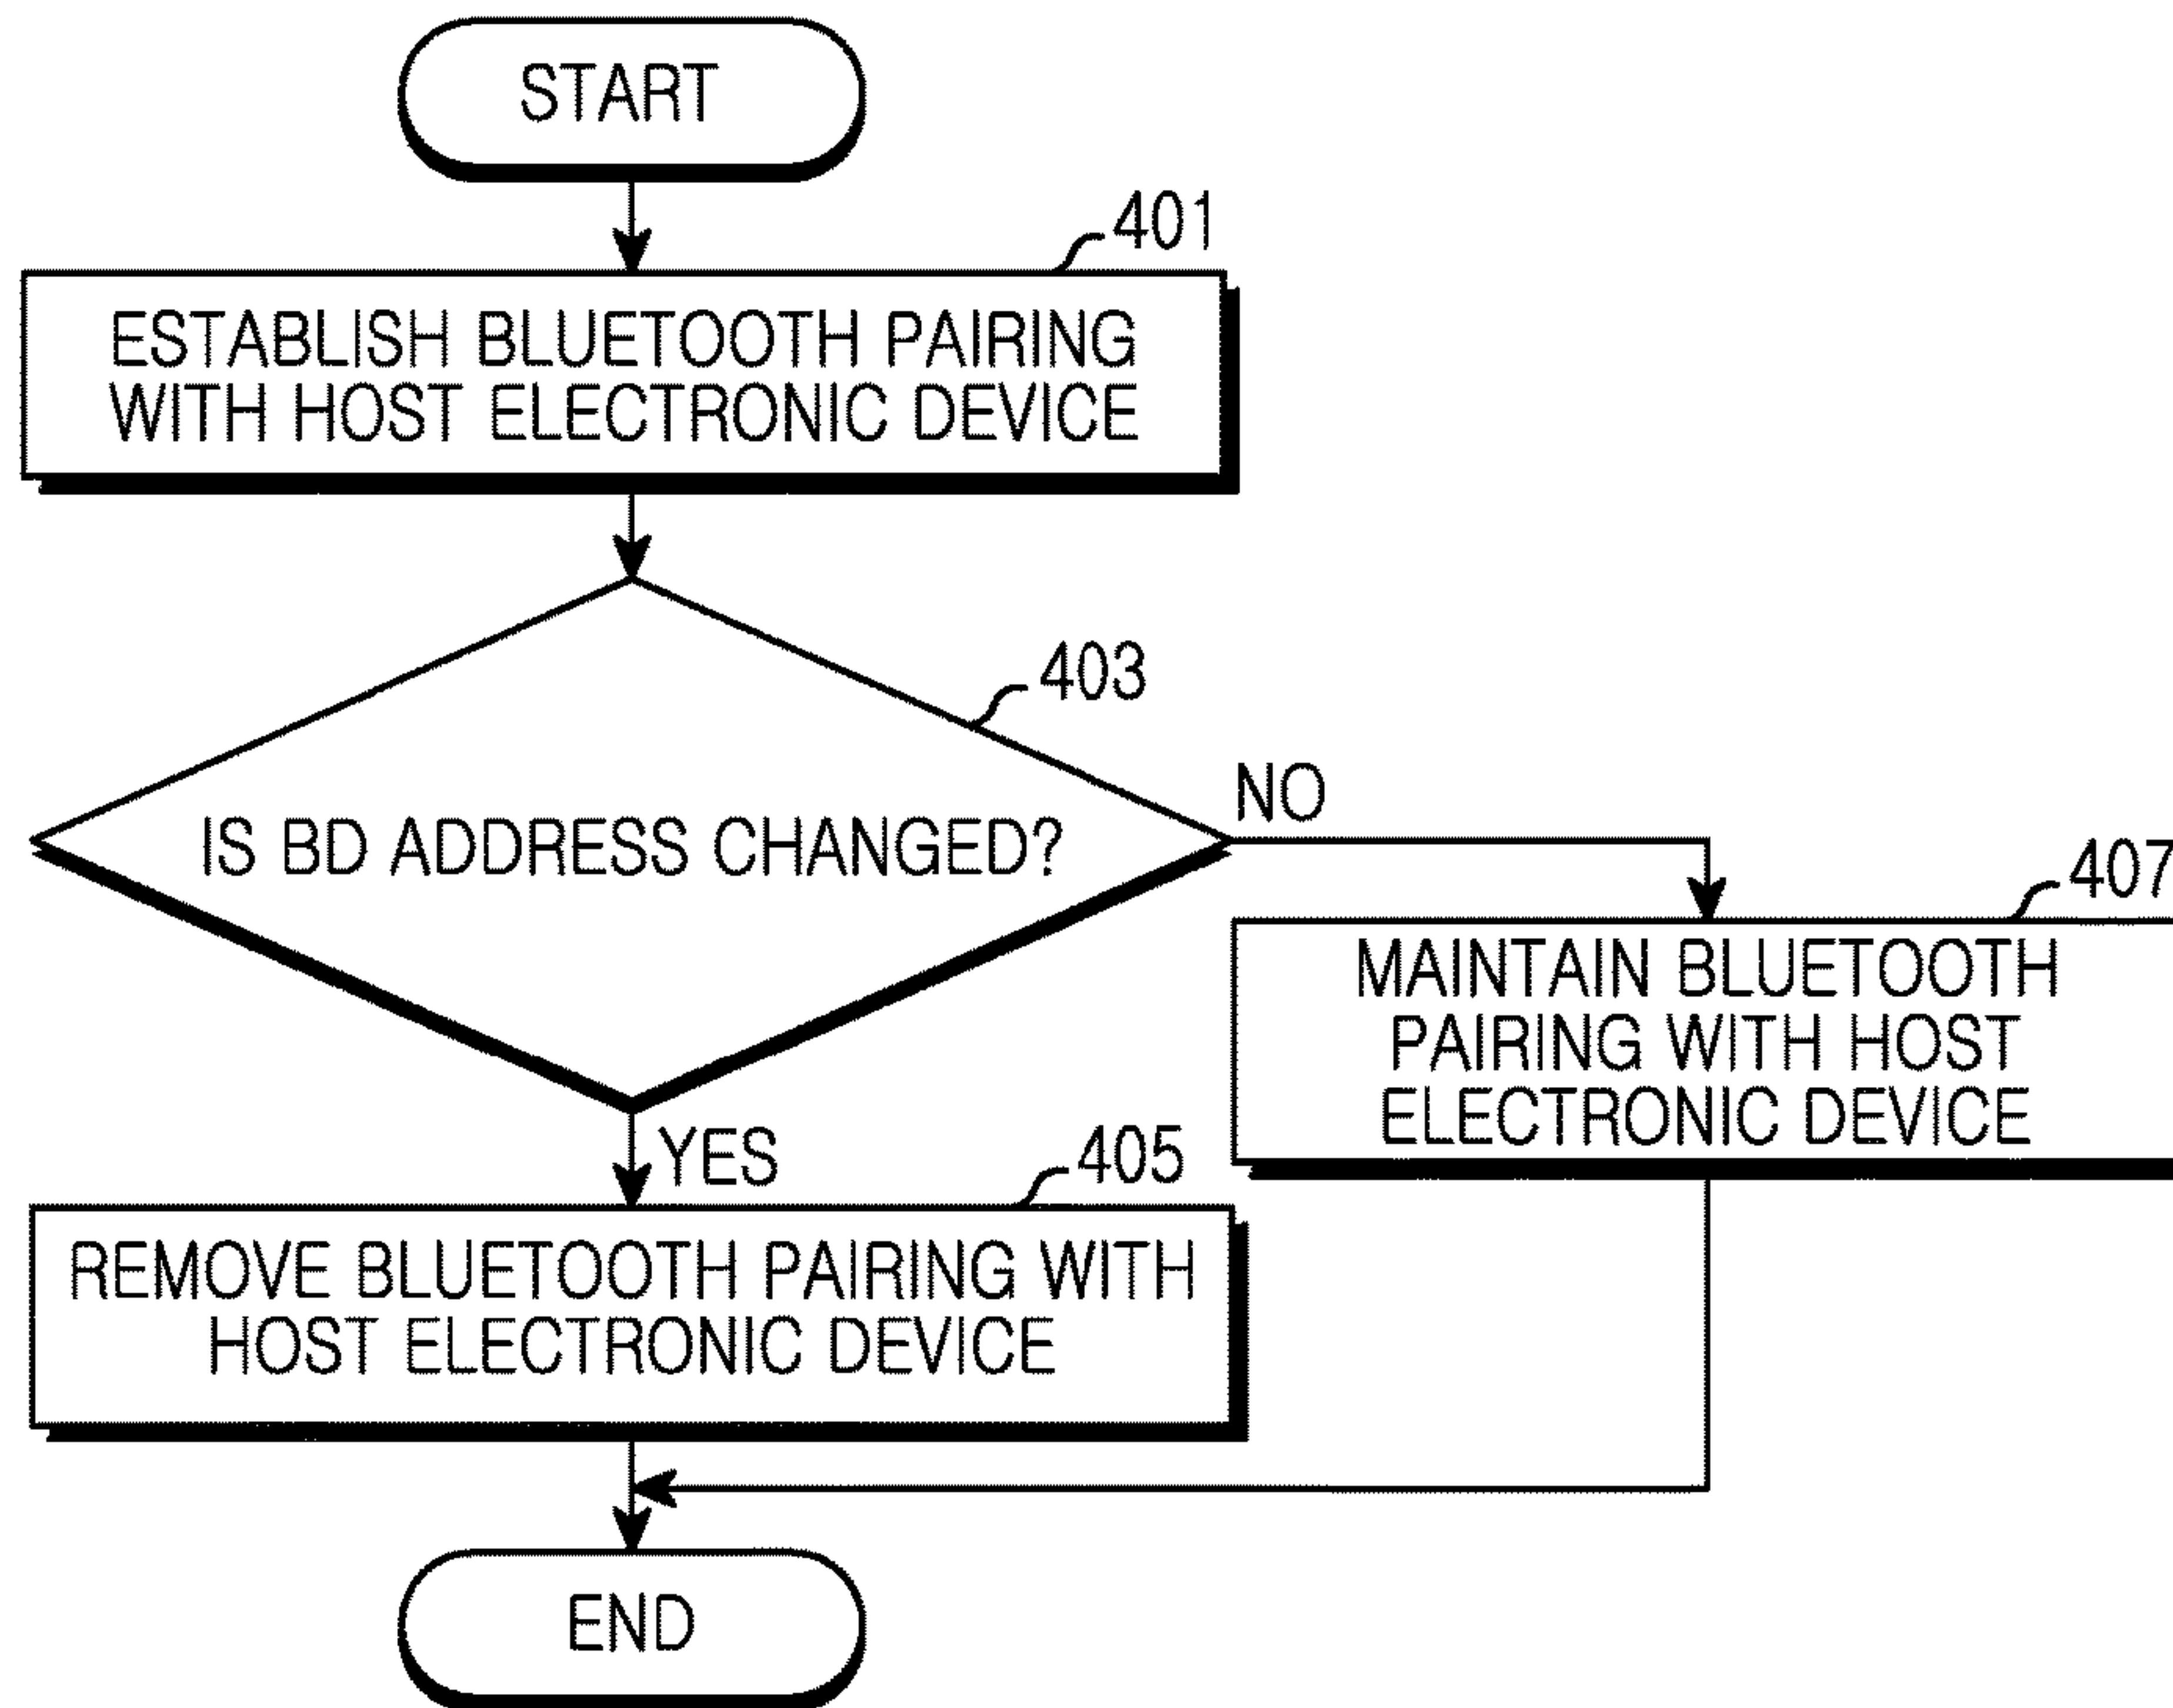 START
401
ESTABLISH BLUETOOTH PAIRING
WITH HOST ELECTRONIC DEVICE
403
IS BD ADDRESS CHANGED?
NO
407
MAINTAIN BLUETOOTH
PAIRING WITH HOST
ELECTRONIC DEVICE
YES
405
REMOVE BLUETOOTH PAIRING WITH
HOST ELECTRONIC DEVICE
END